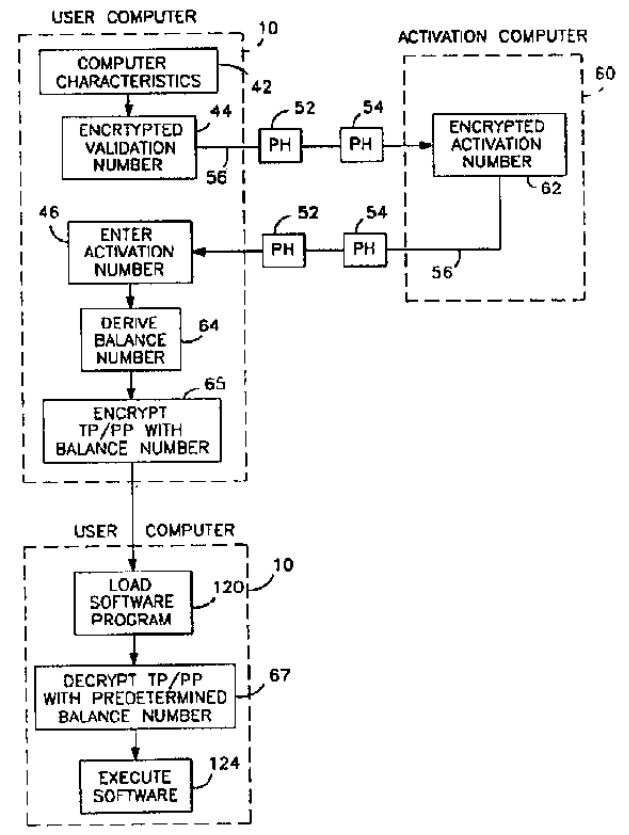 USER COMPUTER
10
ACTIVATION COMPUTER
COMPUTER
CHARACTERISTICS
42
60
44
ENCRTYPTED
VALIDATION
NUMBER
56
52
PH
54
PH
ENCRYPTED
ACTIVATION
NUMBER
62
46
ENTER
ACTIVATION
NUMBER
52
PH
54
PH
56
DERIVE
BALANCE
NUMBER
64
65
ENCRYPT
TP/PP WITH
BALANCE NUMBER
USER COMPUTER
10
LOAD
SOFTWARE
PROGRAM
120
DECRYPT TP/PP
WITH PREDETERMINED
BALANCE NUMBER
67
EXECUTE
SOFTWARE
124